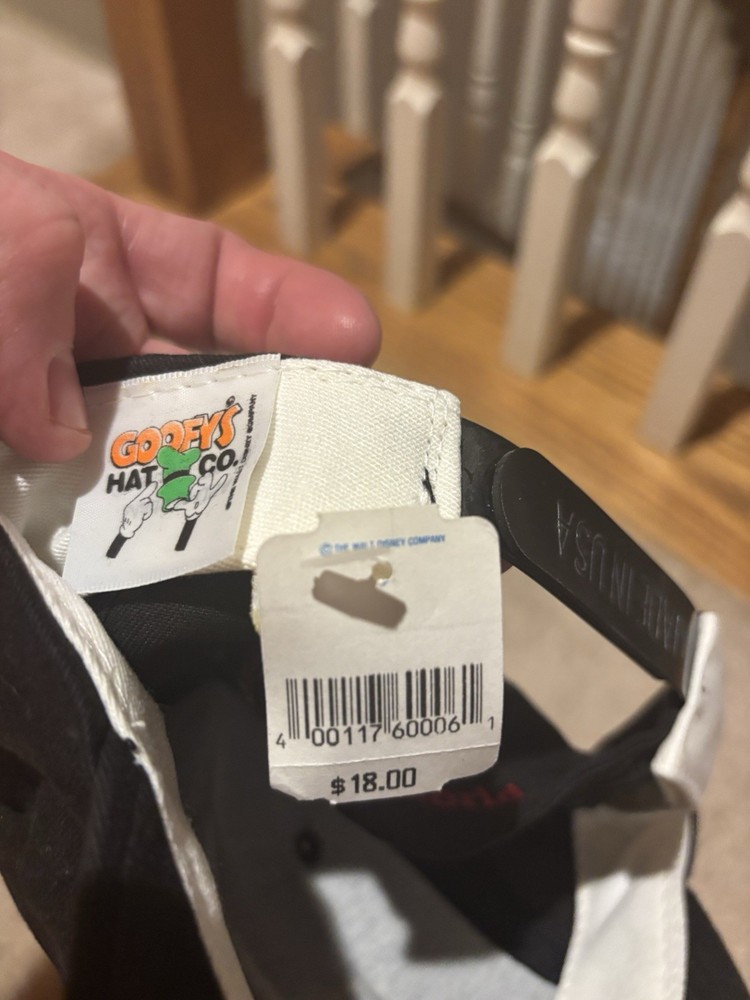 GOOFY'S
HAT CO.
© THE WALT DISNEY COMPANY
4 00117 60006 1
$18.00
MADE IN USA